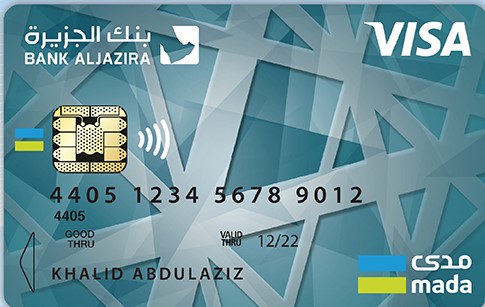 بنك الجزيرة
BANK ALJAZIRA
VISA
4405 1234 5678 9012
4405
GOOD THRU
VALID THRU 12/22
KHALID ABDULAZIZ
مدى
mada